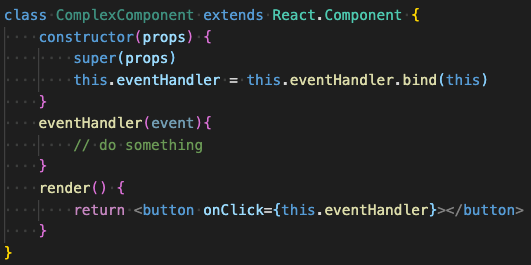 class ComplexComponent extends React.Component {
    constructor(props) {
        super(props)
        this.eventHandler = this.eventHandler.bind(this)
    }
    eventHandler(event){
        // do something
    }
    render() {
        return <button onClick={this.eventHandler}></button>
    }
}